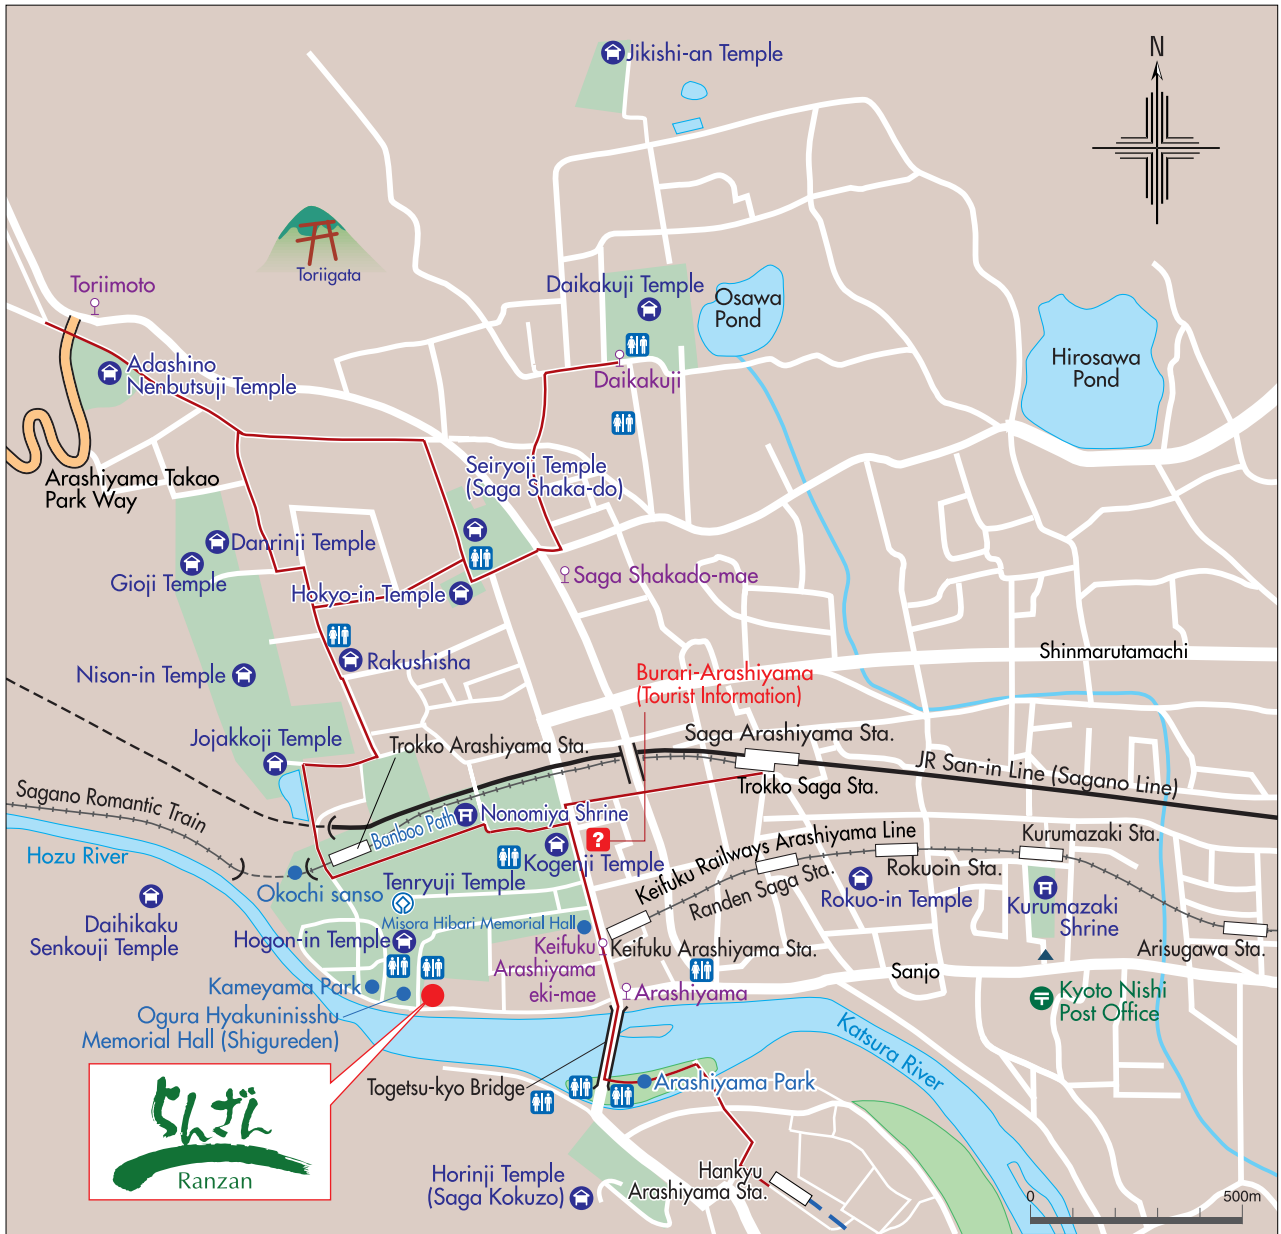 N
Jikishi-an Temple
Toriigata
Toriimoto
Daikakuji Temple
Osawa
Pond
Hirosawa
Pond
Adashino
Nenbutsuji Temple
Daikakuji
Arashiyama Takao
Park Way
Seiryoji Temple
(Saga Shaka-do)
Danrinji Temple
Gioji Temple
Hokyo-in Temple
Saga Shakado-mae
Shinmarutamachi
Rakushisha
Nison-in Temple
Burari-Arashiyama
(Tourist Information)
Jojakkoji Temple
Trokko Arashiyama Sta.
Saga Arashiyama Sta.
JR San-in Line (Sagano Line)
Trokko Saga Sta.
Sagano Romantic Train
Bamboo Path
Nonomiya Shrine
?
Keifuku Railways Arashiyama Line
Kurumazaki Sta.
Hozu River
Kogenji Temple
Rokuoin Sta.
Randen Saga Sta.
Okochi sanso
Tenryuji Temple
Rokuo-in Temple
Kurumazaki
Shrine
Daihikaku
Senkouji Temple
Misora Hibari Memorial Hall
Hogon-in Temple
Keifuku
Arashiyama
eki-mae
Keifuku Arashiyama Sta.
Arisugawa Sta.
Sanjo
Kameyama Park
Arashiyama
Kyoto Nishi
Post Office
Ogura Hyakuninisshu
Memorial Hall (Shigureden)
Katsura River
Togetsu-kyo Bridge
Arashiyama Park
らんざん
Ranzan
Horinji Temple
(Saga Kokuzo)
Hankyu
Arashiyama Sta.
0
500m